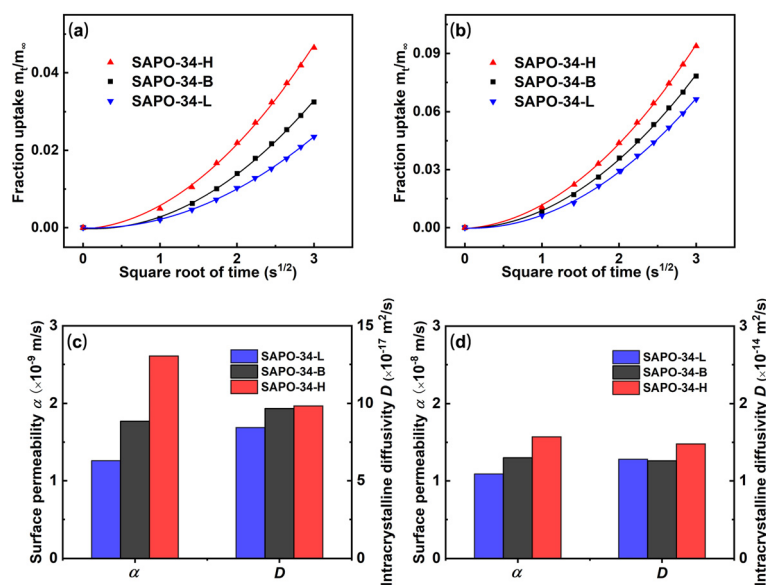 (a)
SAPO-34-H
SAPO-34-B
SAPO-34-L
Fraction uptake mt/m∞
0.04
0.02
0.00
0 1 2 3
Square root of time (s1/2)
(b)
SAPO-34-H
SAPO-34-B
SAPO-34-L
Fraction uptake mt/m∞
0.09
0.06
0.03
0.00
0 1 2 3
Square root of time (s1/2)
(c)
SAPO-34-L
SAPO-34-B
SAPO-34-H
Surface permeability α (×10-9 m/s)
3
2
1
0
α D
15
10
5
0
Intracrystalline diffusivity D (×10-17 m2/s)
(d)
SAPO-34-L
SAPO-34-B
SAPO-34-H
Surface permeability α (×10-8 m/s)
3
2
1
0
α D
3
2
1
0
Intracrystalline diffusivity D (×10-14 m2/s)